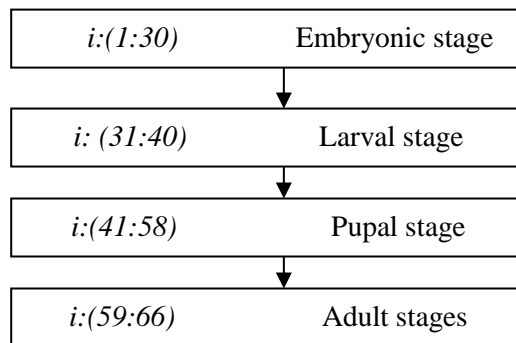 i:(1:30) Embryonic stage
i: (31:40) Larval stage
i:(41:58) Pupal stage
i:(59:66) Adult stages